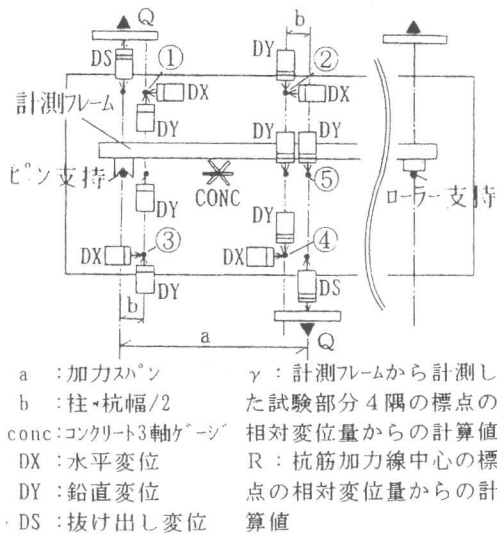 Q
b
DS
①
DY
②
DX
DX
計測フレーム
DY
DY
DY
ピン支持
CONC
⑤
ローラー支持
DY
DY
③
④
DX
DX
DY
DS
b
a
Q
a :加力スパン
b :柱・杭幅/2
conc:コンクリート3軸ゲージ
DX :水平変位
DY :鉛直変位
DS :抜け出し変位
γ :計測フレームから計測し
た試験部分4隅の標点の
相対変位量からの計算値
R :杭筋加力線中心の標
点の相対変位量からの計
算値